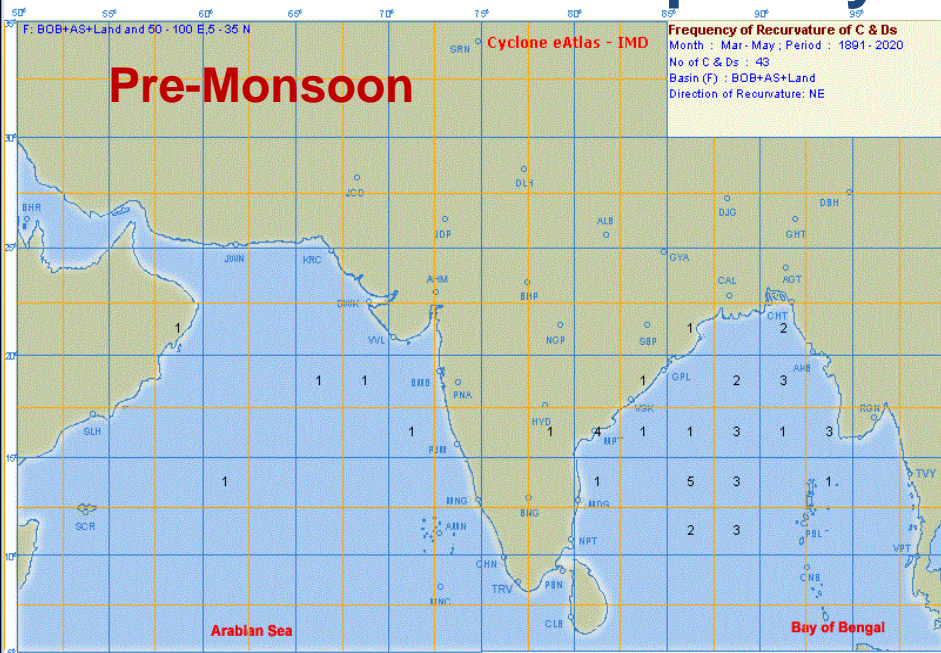 50° 55° 60° 65° 70° 75° 80° 85° 90° 95°
F: BOB+AS+Land and 50 - 100 E,5 - 35 N
Cyclone eAtlas - IMD
Frequency of Recurvature of C & Ds
Month : Mar- May ; Period : 1891 - 2020
No of C & Ds : 43
Basin (F) : BOB+AS+Land
Direction of Recurvature: NE
Pre-Monsoon
SRN
30°
DLH
JCD
BHR
JDP
ALB
DJG
GHT
DBH
25°
JWN
KRC
GYA
AHM
BHP
CAL
AGT
DWK
CHT
1
VVL
NGP
SBP
1
2
20°
AKB
1 1
BMB
PNA
1
GPL
2 3
VGK
RGN
SLH
1
HYD
1 4 1 1 3 1 3
MPT
PJM
15°
1
1 5 3 1
TVY
MNG
BNG
MDS
SCR
AMN
2 3
PBL
NPT
VPT
10°
CHN
TRV
PBN
CNB
MNC
CLB
Arabian Sea
Bay of Bengal